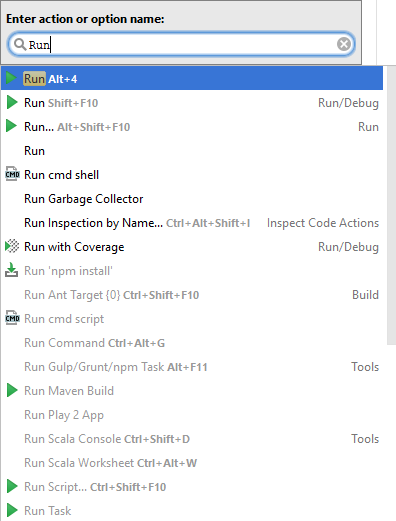 Enter action or option name:
Run
Run Alt+4
Run Shift+F10 Run/Debug
Run... Alt+Shift+F10 Run
Run
CMD Run cmd shell
Run Garbage Collector
Run Inspection by Name... Ctrl+Alt+Shift+I Inspect Code Actions
Run with Coverage Run/Debug
Run 'npm install'
Run Ant Target {0} Ctrl+Shift+F10 Build
CMD Run cmd script
Run Command Ctrl+Alt+G
Run Gulp/Grunt/npm Task Alt+F11 Tools
Run Maven Build
Run Play 2 App
Run Scala Console Ctrl+Shift+D Tools
Run Scala Worksheet Ctrl+Alt+W
Run Script... Ctrl+Shift+F10
Run Task